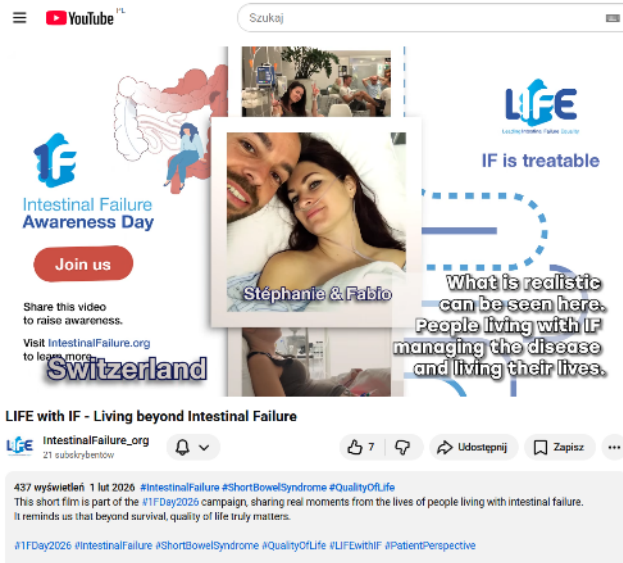 YouTube PL
Szukaj
1F
Intestinal Failure
Awareness Day
Join us
Share this video
to raise awareness.
Visit IntestinalFailure.org
to learn more
Switzerland
Stéphanie & Fabio
LIFE
IF is treatable
What is realistic
can be seen here.
People living with IF
managing the disease
and living their lives.
LIFE with IF - Living beyond Intestinal Failure
LIFE
IntestinalFailure_org
21 subskrybentów
7
Udostępnij
Zapisz
437 wyświetleń 1 lut 2026 #IntestinalFailure #ShortBowelSyndrome #QualityOfLife
This short film is part of the #1FDay2026 campaign, sharing real moments from the lives of people living with intestinal failure.
It reminds us that beyond survival, quality of life truly matters.
#1FDay2026 #IntestinalFailure #ShortBowelSyndrome #QualityOfLife #LIFEwithIF #PatientPerspective